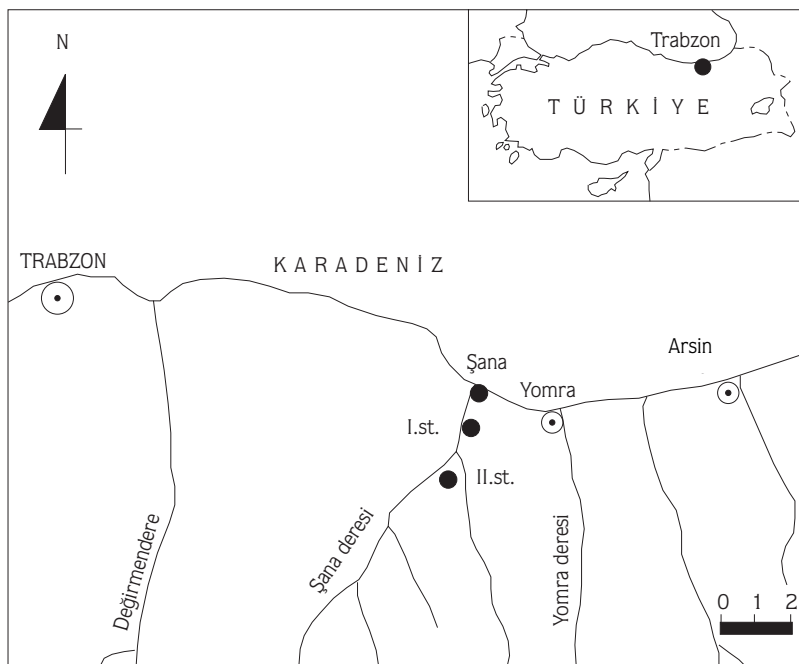 N
Trabzon
TÜRKİYE
TRABZON
KARADENİZ
Şana
Yomra
Arsin
I.st.
II.st.
Değirmendere
Şana deresi
Yomra deresi
0 1 2